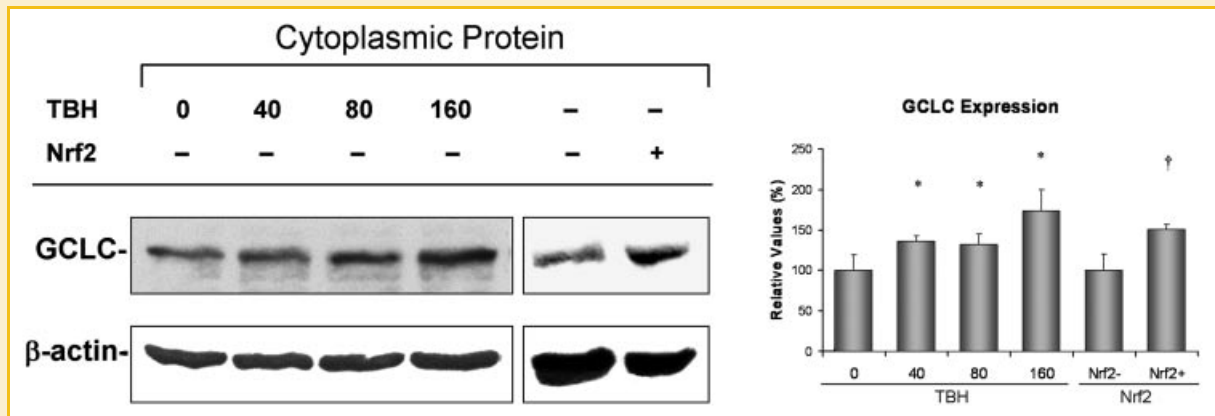 Cytoplasmic Protein
TBH 0 40 80 160 – –
Nrf2 – – – – – +
GCLC-
β-actin-
GCLC Expression
Relative Values (%)
250
200
150
100
50
0
0 40 80 160 Nrf2- Nrf2+
TBH Nrf2
* * * †